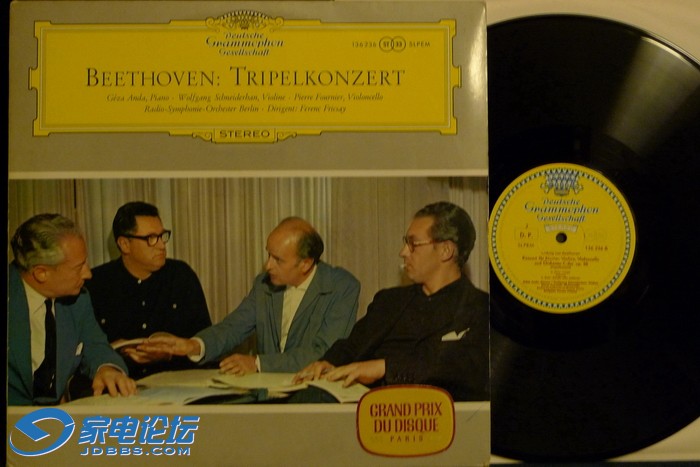 Deutsche
Grammophon
Gesellschaft
136 236 SLPEM
BEETHOVEN: TRIPELKONZERT
Géza Anda, Piano · Wolfgang Schneiderhan, Violine · Pierre Fournier, Violoncello
Radio-Symphonie-Orchester Berlin · Dirigent: Ferenc Fricsay
STEREO
GRAND PRIX
DU DISQUE
PARIS
家电论坛
JDBBS.COM
Deutsche
Grammophon
Gesellschaft
SLPEM